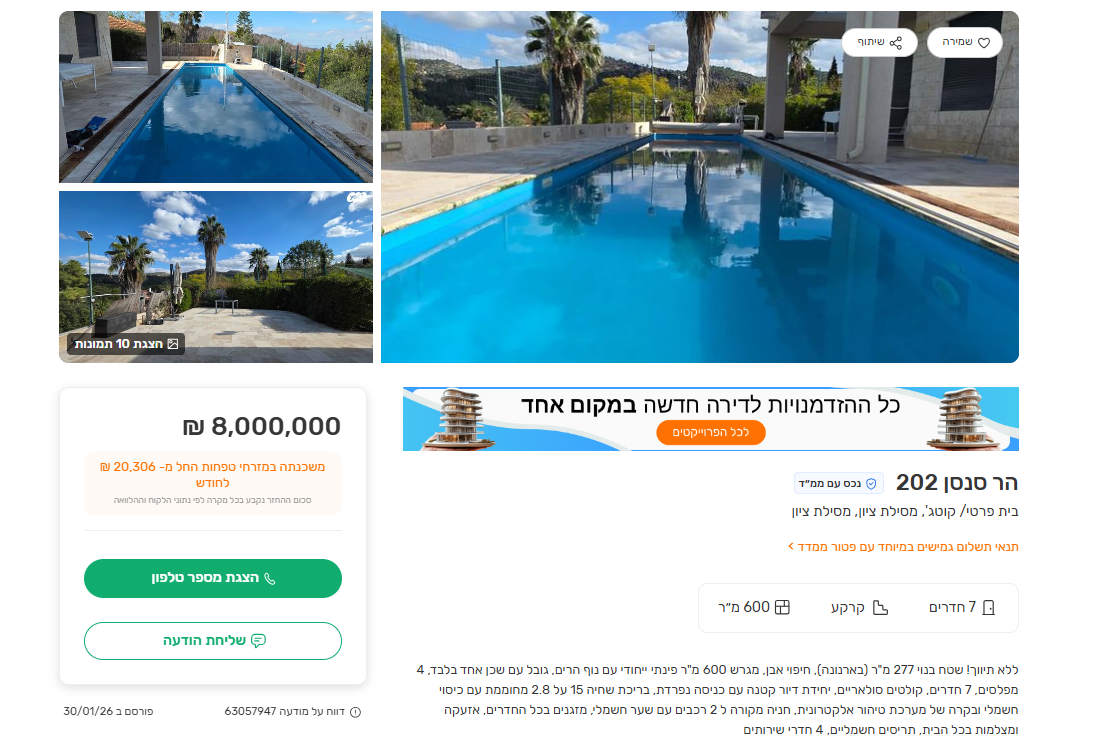 שמירה
שיתוף
הצגת 10 תמונות
כל ההזדמנויות לדירה חדשה במקום אחד
לכל הפרוייקטים
הר סנסן 202
נכס עם ממ״ד
בית פרטי/ קוטג', מסילת ציון, מסילת ציון
תנאי תשלום גמישים במיוחד עם פטור ממדד >
7 חדרים
קרקע
600 מ״ר
ללא תיווך! שטח בנוי 277 מ"ר (בארנונה), חיפוי אבן, מגרש 600 מ"ר פינתי ייחודי עם נוף הרים, גובל עם שכן אחד בלבד, 4
מפלסים, 7 חדרים, קולטים סולאריים, יחידת דיור קטנה עם כניסה נפרדת, בריכת שחיה 15 על 2.8 מחוממת עם כיסוי
חשמלי ובקרה של מערכת טיהור אלקטרונית, חניה מקורה ל 2 רכבים עם שער חשמלי, מזגנים בכל החדרים, אזעקה
ומצלמות בכל הבית, תריסים חשמליים, 4 חדרי שירותים
8,000,000 ₪
משכנתה במזרחי טפחות החל מ- 20,306 ₪
לחודש
סכום ההחזר נקבע בכל מקרה לפי נתוני הלקוח וההלוואה
הצגת מספר טלפון
שליחת הודעה
דווח על מודעה 63057947
פורסם ב 30/01/26